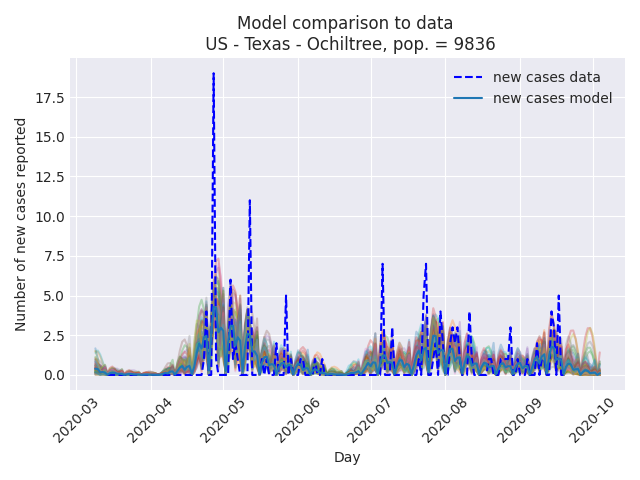 Model comparison to data
US - Texas - Ochiltree, pop. = 9836
new cases data
new cases model
Number of new cases reported
17.5
15.0
12.5
10.0
7.5
5.0
2.5
0.0
2020-03
2020-04
2020-05
2020-06
2020-07
2020-08
2020-09
2020-10
Day